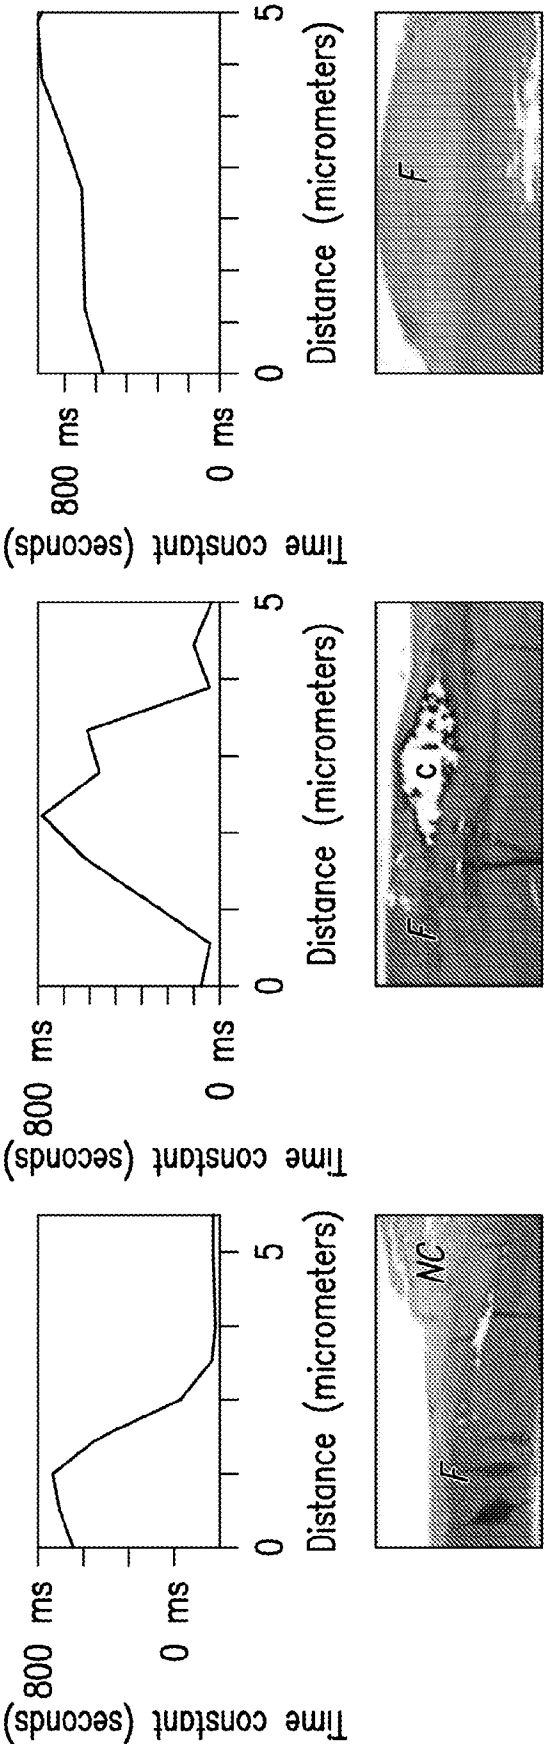 Time constant (seconds)
800 ms
0 ms
0
5
Distance (micrometers)
F
NC
Time constant (seconds)
800 ms
0 ms
0
5
Distance (micrometers)
F
C
Time constant (seconds)
800 ms
0 ms
0
5
Distance (micrometers)
F